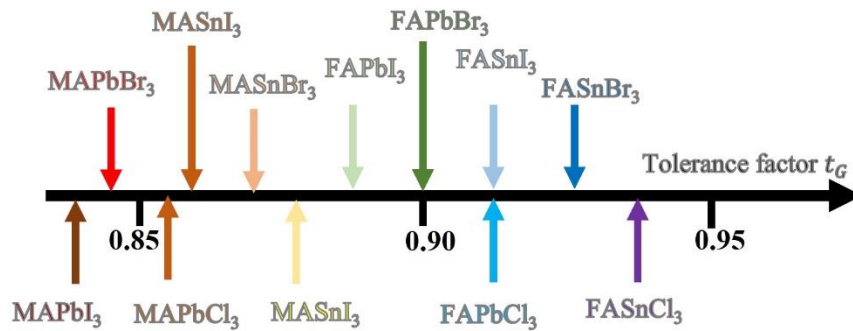 MASnI₃
FAPbBr₃
MAPbBr₃
MASnBr₃
FAPbI₃
FASnI₃
FASnBr₃
Tolerance factor t_G
0.85
0.90
0.95
MAPbI₃
MAPbCl₃
MASnI₃
FAPbCl₃
FASnCl₃